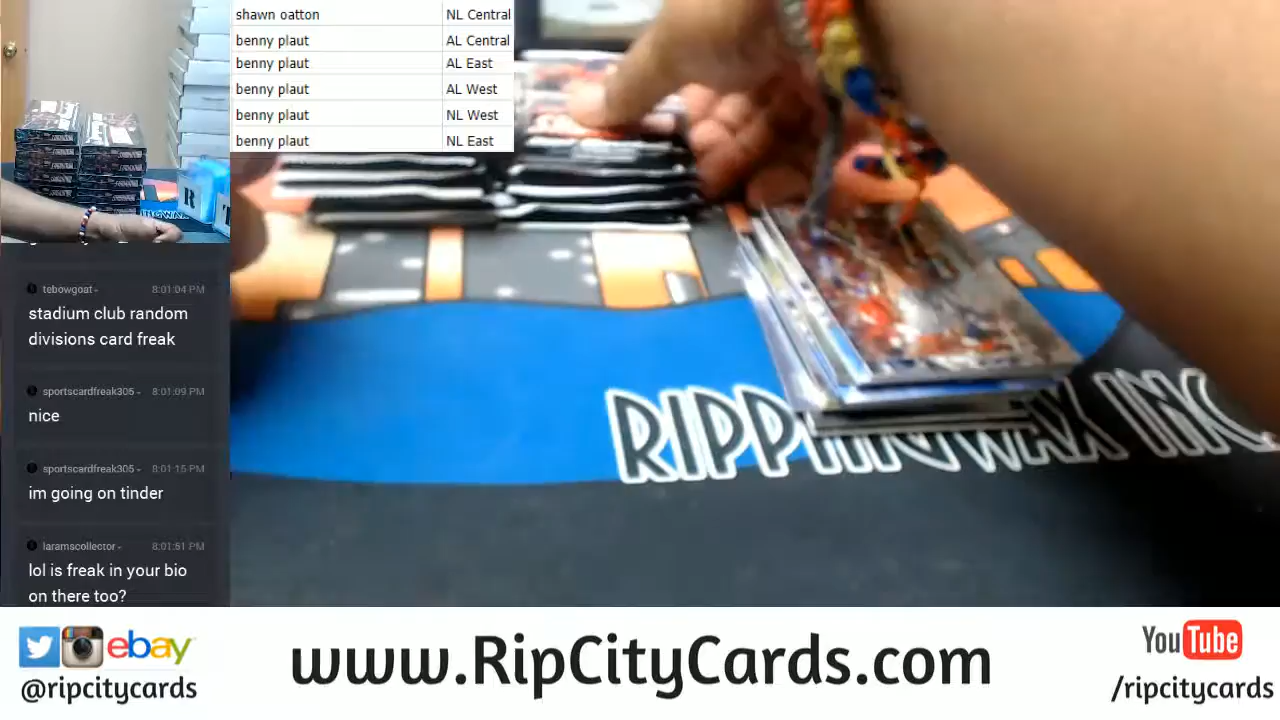 shawn oatton NL Central
benny plaut AL Central
benny plaut AL East
benny plaut AL West
benny plaut NL West
benny plaut NL East
tebowgoat- 8:01:04 PM
stadium club random
divisions card freak
sportscardfreak305- 8:01:09 PM
nice
sportscardfreak305- 8:01:15 PM
im going on tinder
laramscollector- 8:01:51 PM
lol is freak in your bio
on there too?
RIPPINGWAX INC
ebay
@ripcitycards
www.RipCityCards.com
YouTube
/ripcitycards